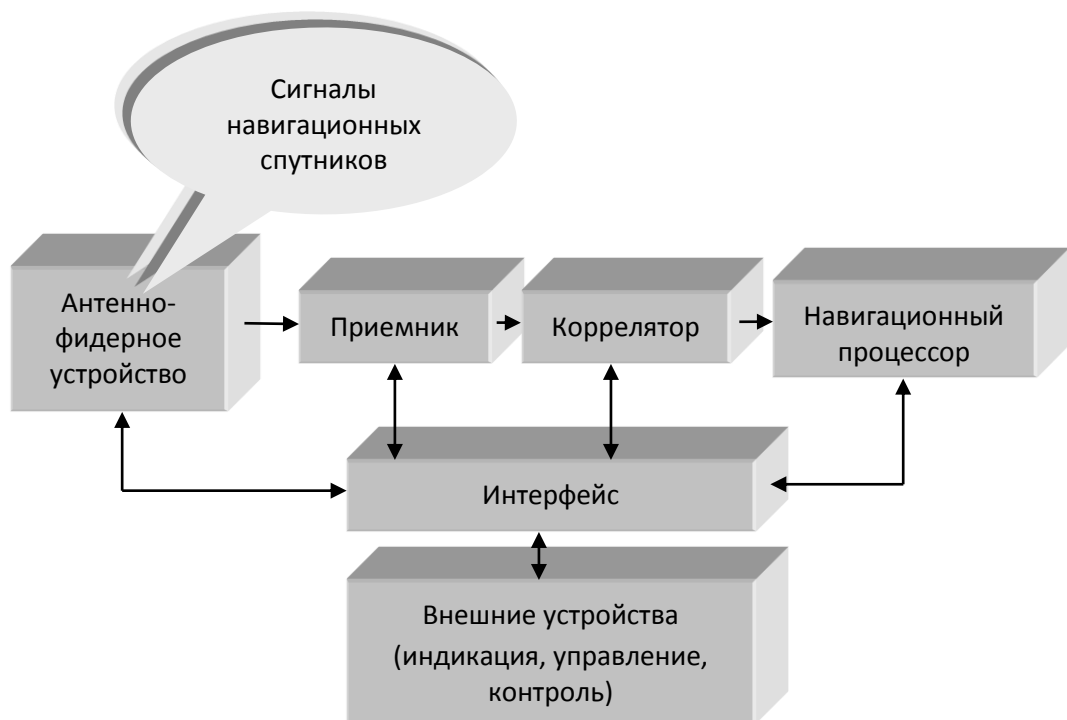 Сигналы
навигационных
спутников
Антенно-
фидерное
устройство
Приемник
Коррелятор
Навигационный
процессор
Интерфейс
Внешние устройства
(индикация, управление,
контроль)